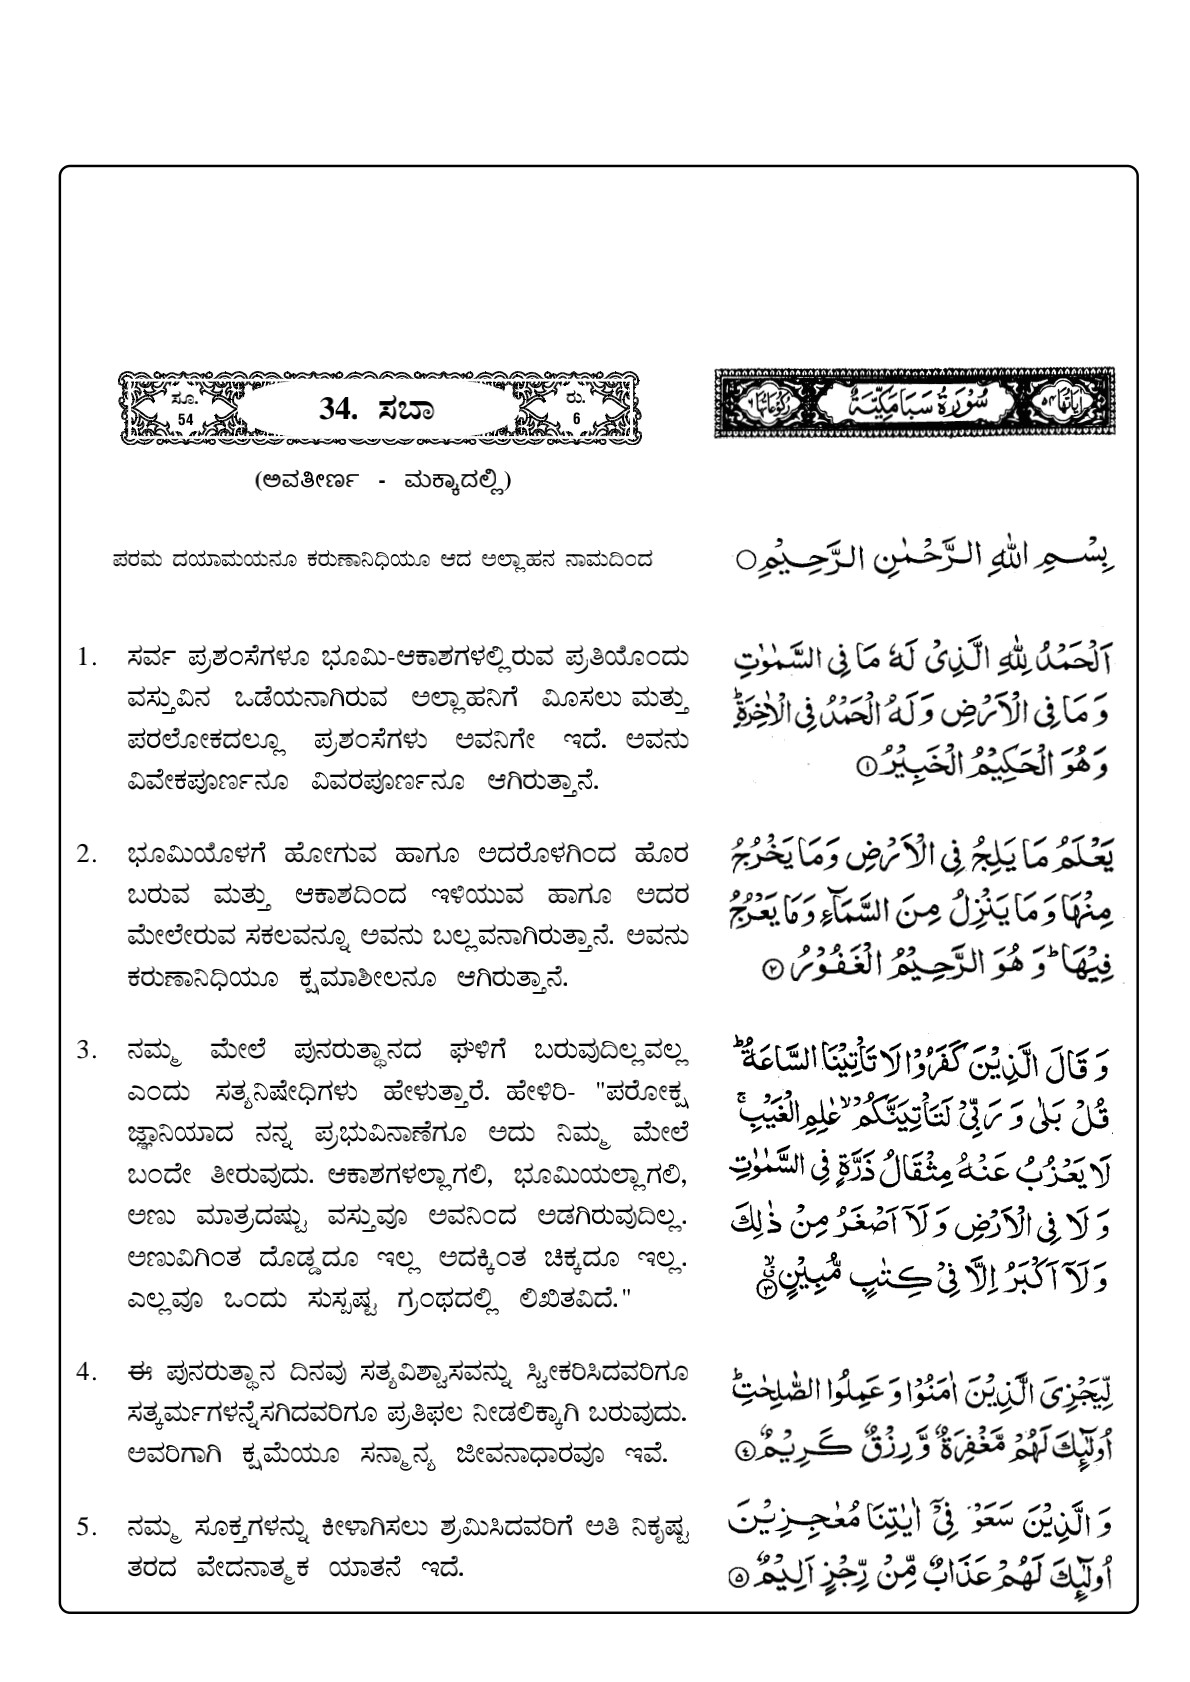 ಸೂ.
54
34. ಸಬಾ
ರು.
6
(ಅವತೀರ್ಣ - ಮಕ್ಕಾದಲ್ಲಿ)
ಪರಮ ದಯಾಮಯನೂ ಕರುಣಾನಿಧಿಯೂ ಆದ ಅಲ್ಲಾಹನ ನಾಮದಿಂದ
1. ಸರ್ವ ಪ್ರಶಂಸೆಗಳೂ ಭೂಮಿ-ಆಕಾಶಗಳಲ್ಲಿರುವ ಪ್ರತಿಯೊಂದು
ವಸ್ತುವಿನ ಒಡೆಯನಾಗಿರುವ ಅಲ್ಲಾಹನಿಗೆ ಮೀಸಲು ಮತ್ತು
ಪರಲೋಕದಲ್ಲೂ ಪ್ರಶಂಸೆಗಳು ಅವನಿಗೇ ಇದೆ. ಅವನು
ವಿವೇಕಪೂರ್ಣನೂ ವಿವರಪೂರ್ಣನೂ ಆಗಿರುತ್ತಾನೆ.
2. ಭೂಮಿಯೊಳಗೆ ಹೋಗುವ ಹಾಗೂ ಅದರೊಳಗಿಂದ ಹೊರ
ಬರುವ ಮತ್ತು ಆಕಾಶದಿಂದ ಇಳಿಯುವ ಹಾಗೂ ಅದರ
ಮೇಲೇರುವ ಸಕಲವನ್ನೂ ಅವನು ಬಲ್ಲವನಾಗಿರುತ್ತಾನೆ. ಅವನು
ಕರುಣಾನಿಧಿಯೂ ಕ್ಷಮಾಶೀಲನೂ ಆಗಿರುತ್ತಾನೆ.
3. ನಮ್ಮ ಮೇಲೆ ಪುನರುತ್ಥಾನದ ಘಳಿಗೆ ಬರುವುದಿಲ್ಲವಲ್ಲ
ಎಂದು ಸತ್ಯನಿಷೇಧಿಗಳು ಹೇಳುತ್ತಾರೆ. ಹೇಳಿರಿ- "ಪರೋಕ್ಷ
ಜ್ಞಾನಿಯಾದ ನನ್ನ ಪ್ರಭುವಿನಾಣೆಗೂ ಅದು ನಿಮ್ಮ ಮೇಲೆ
ಬಂದೇ ತೀರುವುದು. ಆಕಾಶಗಳಲ್ಲಾಗಲಿ, ಭೂಮಿಯಲ್ಲಾಗಲಿ,
ಅಣು ಮಾತ್ರದಷ್ಟು ವಸ್ತುವೂ ಅವನಿಂದ ಅಡಗಿರುವುದಿಲ್ಲ.
ಅಣುವಿಗಿಂತ ದೊಡ್ಡದೂ ಇಲ್ಲ ಅದಕ್ಕಿಂತ ಚಿಕ್ಕದೂ ಇಲ್ಲ.
ಎಲ್ಲವೂ ಒಂದು ಸುಸ್ಪಷ್ಟ ಗ್ರಂಥದಲ್ಲಿ ಲಿಖಿತವಿದೆ."
4. ಈ ಪುನರುತ್ಥಾನ ದಿನವು ಸತ್ಯವಿಶ್ವಾಸವನ್ನು ಸ್ವೀಕರಿಸಿದವರಿಗೂ
ಸತ್ಕರ್ಮಗಳನ್ನೆಸಗಿದವರಿಗೂ ಪ್ರತಿಫಲ ನೀಡಲಿಕ್ಕಾಗಿ ಬರುವುದು.
ಅವರಿಗಾಗಿ ಕ್ಷಮೆಯೂ ಸನ್ಮಾನ್ಯ ಜೀವನಾಧಾರವೂ ಇವೆ.
5. ನಮ್ಮ ಸೂಕ್ತಗಳನ್ನು ಕೀಳಾಗಿಸಲು ಶ್ರಮಿಸಿದವರಿಗೆ ಅತಿ ನಿಕೃಷ್ಟ
ತರದ ವೇದನಾತ್ಮಕ ಯಾತನೆ ಇದೆ.
اٰيَاتُهَا ٥٤
سُوْرَةُ سَبَا مَكِّيَّةٌ
رُكُوْعَاتُهَا ٦
بِسْمِ اللّٰهِ الرَّحْمٰنِ الرَّحِيْمِ ○
اَلْحَمْدُ لِلّٰهِ الَّذِىْ لَهٗ مَا فِى السَّمٰوٰتِ
وَ مَا فِى الْاَرْضِ وَ لَهُ الْحَمْدُ فِى الْاٰخِرَةِ ؕ
وَ هُوَ الْحَكِيْمُ الْخَبِيْرُ ①
يَعْلَمُ مَا يَلِجُ فِى الْاَرْضِ وَ مَا يَخْرُجُ
مِنْهَا وَ مَا يَنْزِلُ مِنَ السَّمَآءِ وَ مَا يَعْرُجُ
فِيْهَا ؕ وَ هُوَ الرَّحِيْمُ الْغَفُوْرُ ②
وَ قَالَ الَّذِيْنَ كَفَرُوْا لَا تَاْتِيْنَا السَّاعَةُ ؕ
قُلْ بَلٰى وَ رَبِّىْ لَتَاْتِيَنَّكُمْ ۙ عٰلِمِ الْغَيْبِ ۚ
لَا يَعْزُبُ عَنْهُ مِثْقَالُ ذَرَّةٍ فِى السَّمٰوٰتِ
وَ لَا فِى الْاَرْضِ وَ لَاۤ اَصْغَرُ مِنْ ذٰلِكَ
وَ لَاۤ اَكْبَرُ اِلَّا فِىْ كِتٰبٍ مُّبِيْنٍ ③
لِّيَجْزِىَ الَّذِيْنَ اٰمَنُوْا وَ عَمِلُوا الصّٰلِحٰتِ ؕ
اُولٰٓئِكَ لَهُمْ مَّغْفِرَةٌ وَّ رِزْقٌ كَرِيْمٌ ④
وَ الَّذِيْنَ سَعَوْ فِىْۤ اٰيٰتِنَا مُعٰجِزِيْنَ
اُولٰٓئِكَ لَهُمْ عَذَابٌ مِّنْ رِّجْزٍ اَلِيْمٌ ⑤